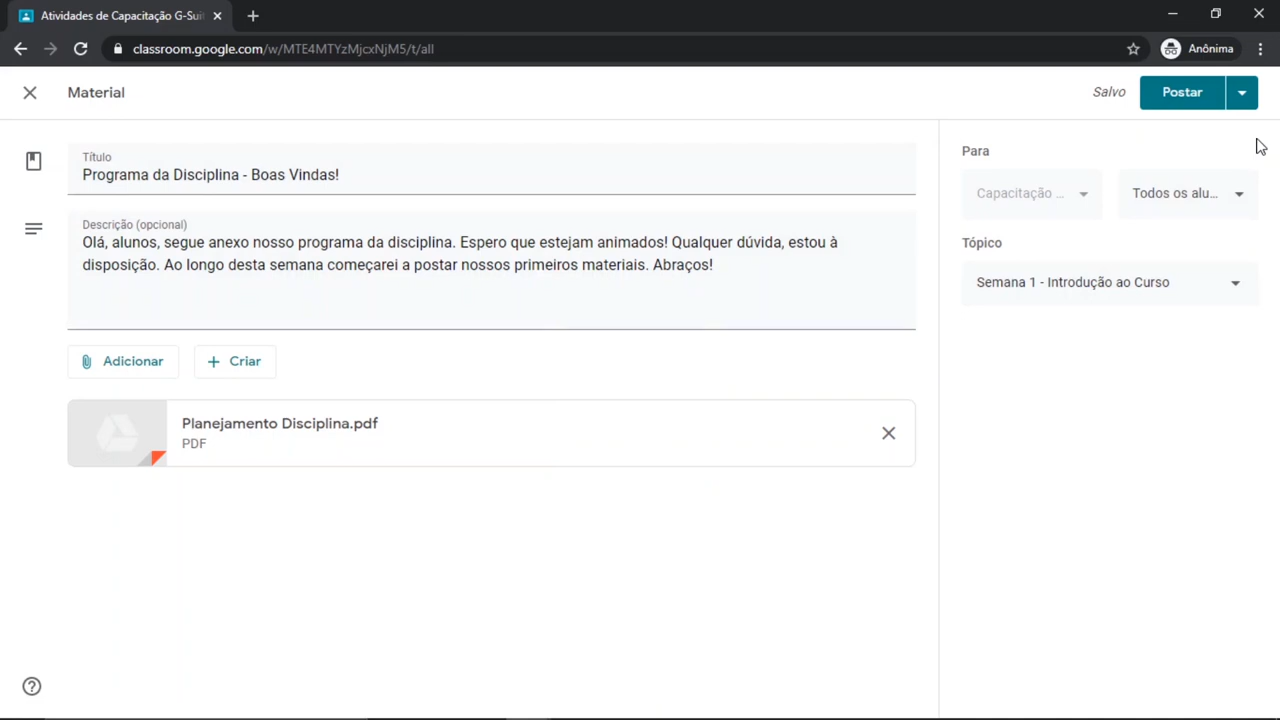 Atividades de Capacitação G-Sui
classroom.google.com/w/MTE4MTYzMjcxNjM5/t/all
Anônima
Material
Salvo
Postar
Título
Programa da Disciplina - Boas Vindas!
Descrição (opcional)
Olá, alunos, segue anexo nosso programa da disciplina. Espero que estejam animados! Qualquer dúvida, estou à
disposição. Ao longo desta semana começarei a postar nossos primeiros materiais. Abraços!
Adicionar
Criar
Planejamento Disciplina.pdf
PDF
Para
Capacitação ...
Todos os alu...
Tópico
Semana 1 - Introdução ao Curso